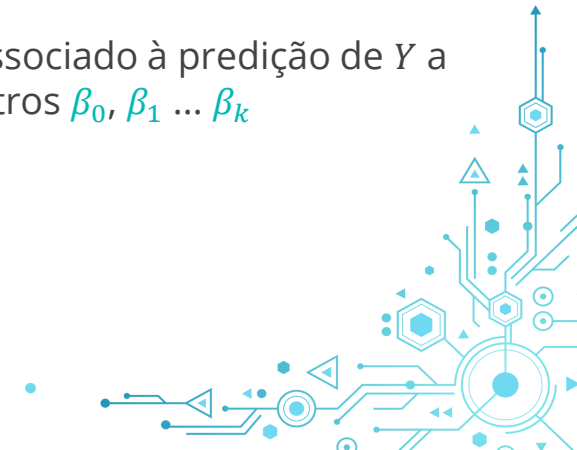 ssociado à predição de Y a
tros β₀, β₁ ... βₖ